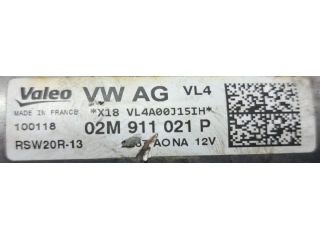 Valeo VW AG VL4
MADE IN FRANCE *X18 VL4A00J15IH*
100118 02M 911 021 P
RSW20R-13 AONA 12V